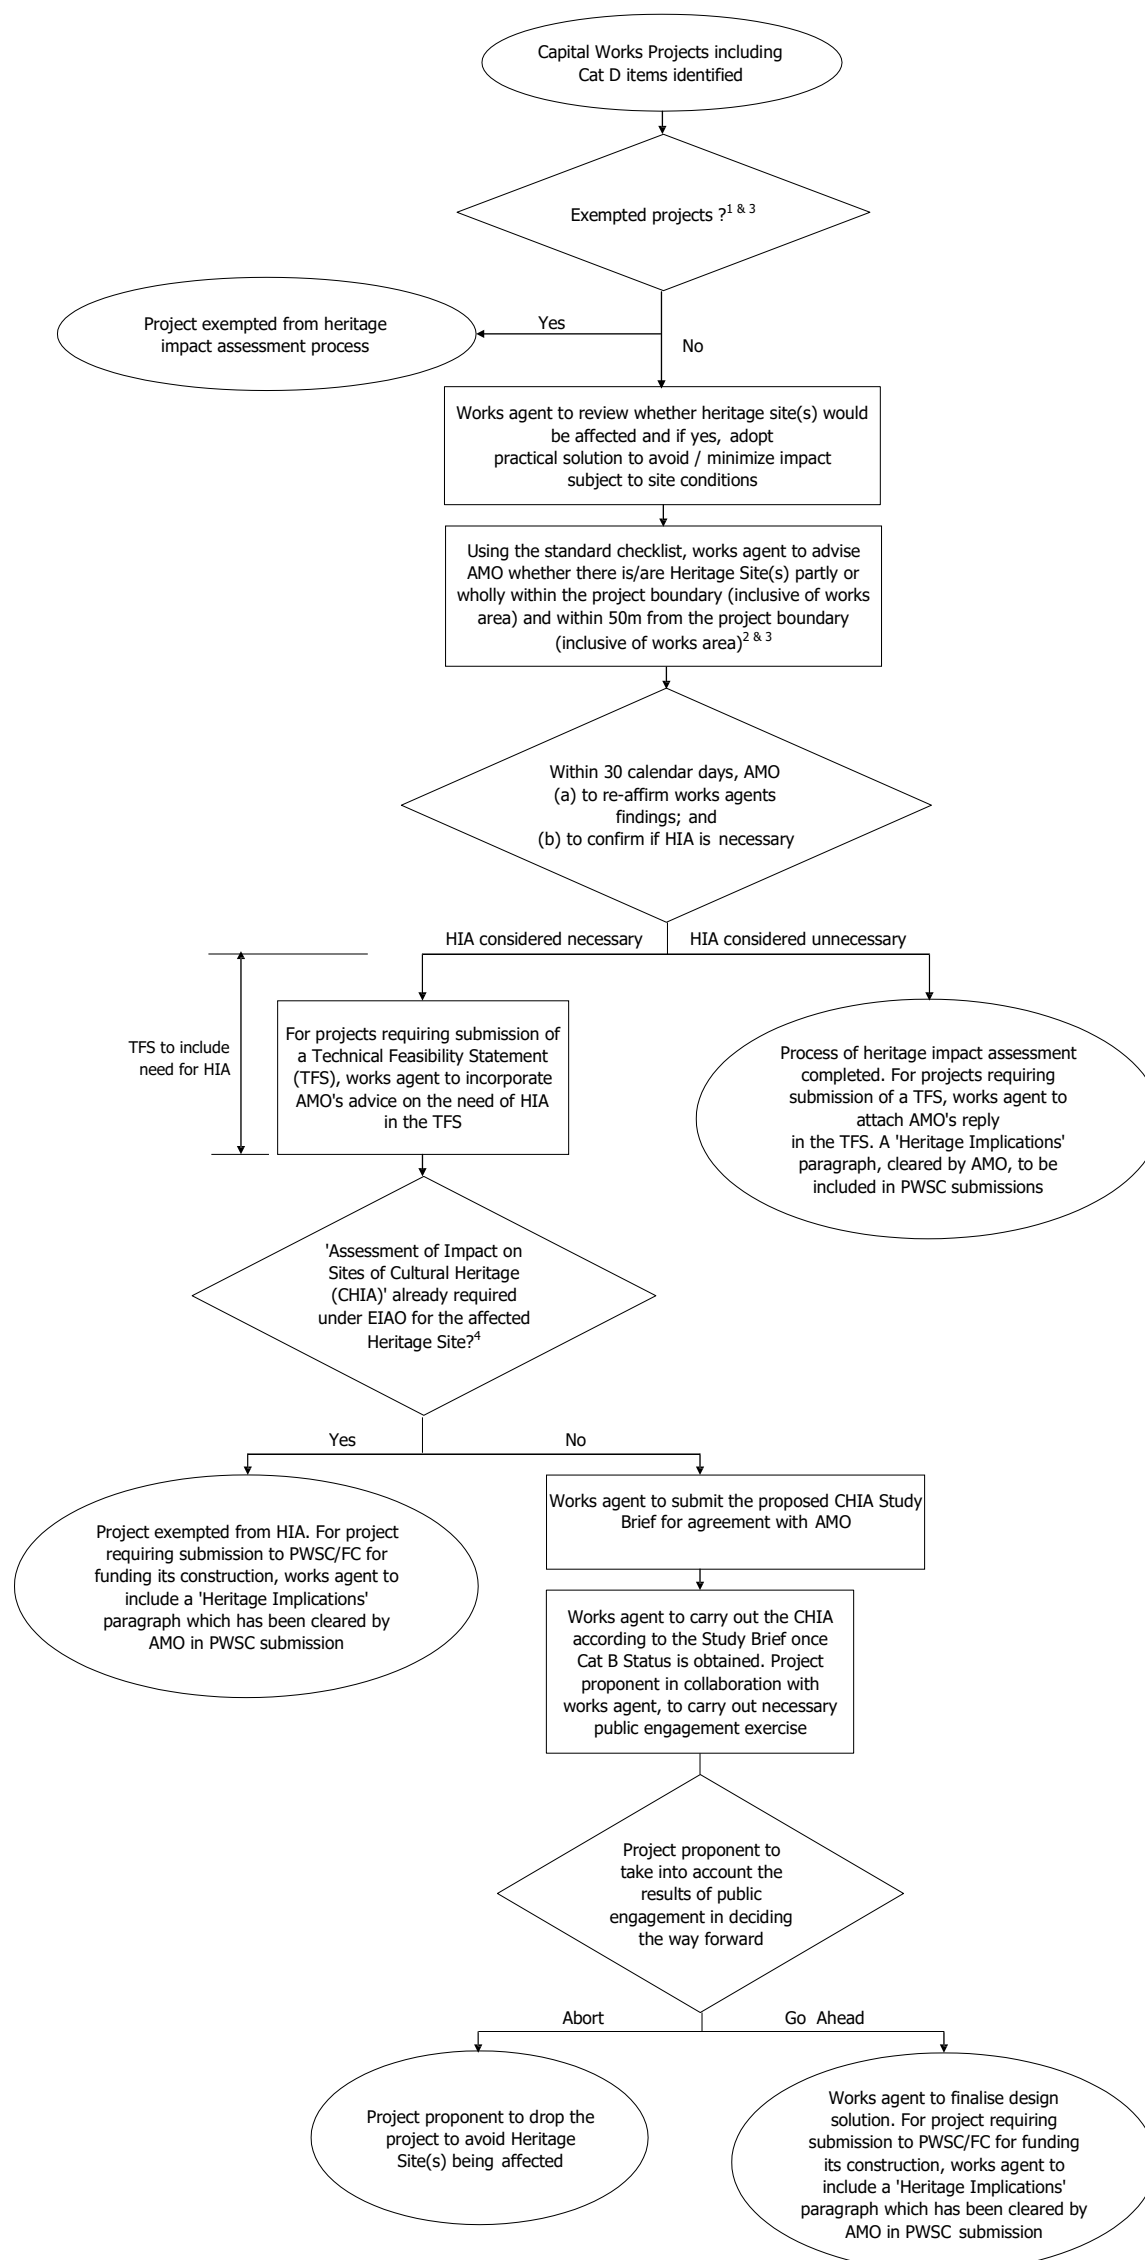 Capital Works Projects including
Cat D items identified
Exempted projects ?1 & 3
Yes
No
Project exempted from heritage
impact assessment process
Works agent to review whether heritage site(s) would
be affected and if yes, adopt
practical solution to avoid / minimize impact
subject to site conditions
Using the standard checklist, works agent to advise
AMO whether there is/are Heritage Site(s) partly or
wholly within the project boundary (inclusive of works
area) and within 50m from the project boundary
(inclusive of works area)2 & 3
Within 30 calendar days, AMO
(a) to re-affirm works agents
findings; and
(b) to confirm if HIA is necessary
HIA considered necessary
HIA considered unnecessary
TFS to include
need for HIA
For projects requiring submission of
a Technical Feasibility Statement
(TFS), works agent to incorporate
AMO's advice on the need of HIA
in the TFS
Process of heritage impact assessment
completed. For projects requiring
submission of a TFS, works agent to
attach AMO's reply
in the TFS. A 'Heritage Implications'
paragraph, cleared by AMO, to be
included in PWSC submissions
'Assessment of Impact on
Sites of Cultural Heritage
(CHIA)' already required
under EIAO for the affected
Heritage Site?4
Yes
No
Project exempted from HIA. For project
requiring submission to PWSC/FC for
funding its construction, works agent to
include a 'Heritage Implications'
paragraph which has been cleared by
AMO in PWSC submission
Works agent to submit the proposed CHIA Study
Brief for agreement with AMO
Works agent to carry out the CHIA
according to the Study Brief once
Cat B Status is obtained. Project
proponent in collaboration with
works agent, to carry out necessary
public engagement exercise
Project proponent to
take into account the
results of public
engagement in deciding
the way forward
Abort
Go Ahead
Project proponent to drop the
project to avoid Heritage
Site(s) being affected
Works agent to finalise design
solution. For project requiring
submission to PWSC/FC for funding
its construction, works agent to
include a 'Heritage Implications'
paragraph which has been cleared by
AMO in PWSC submission